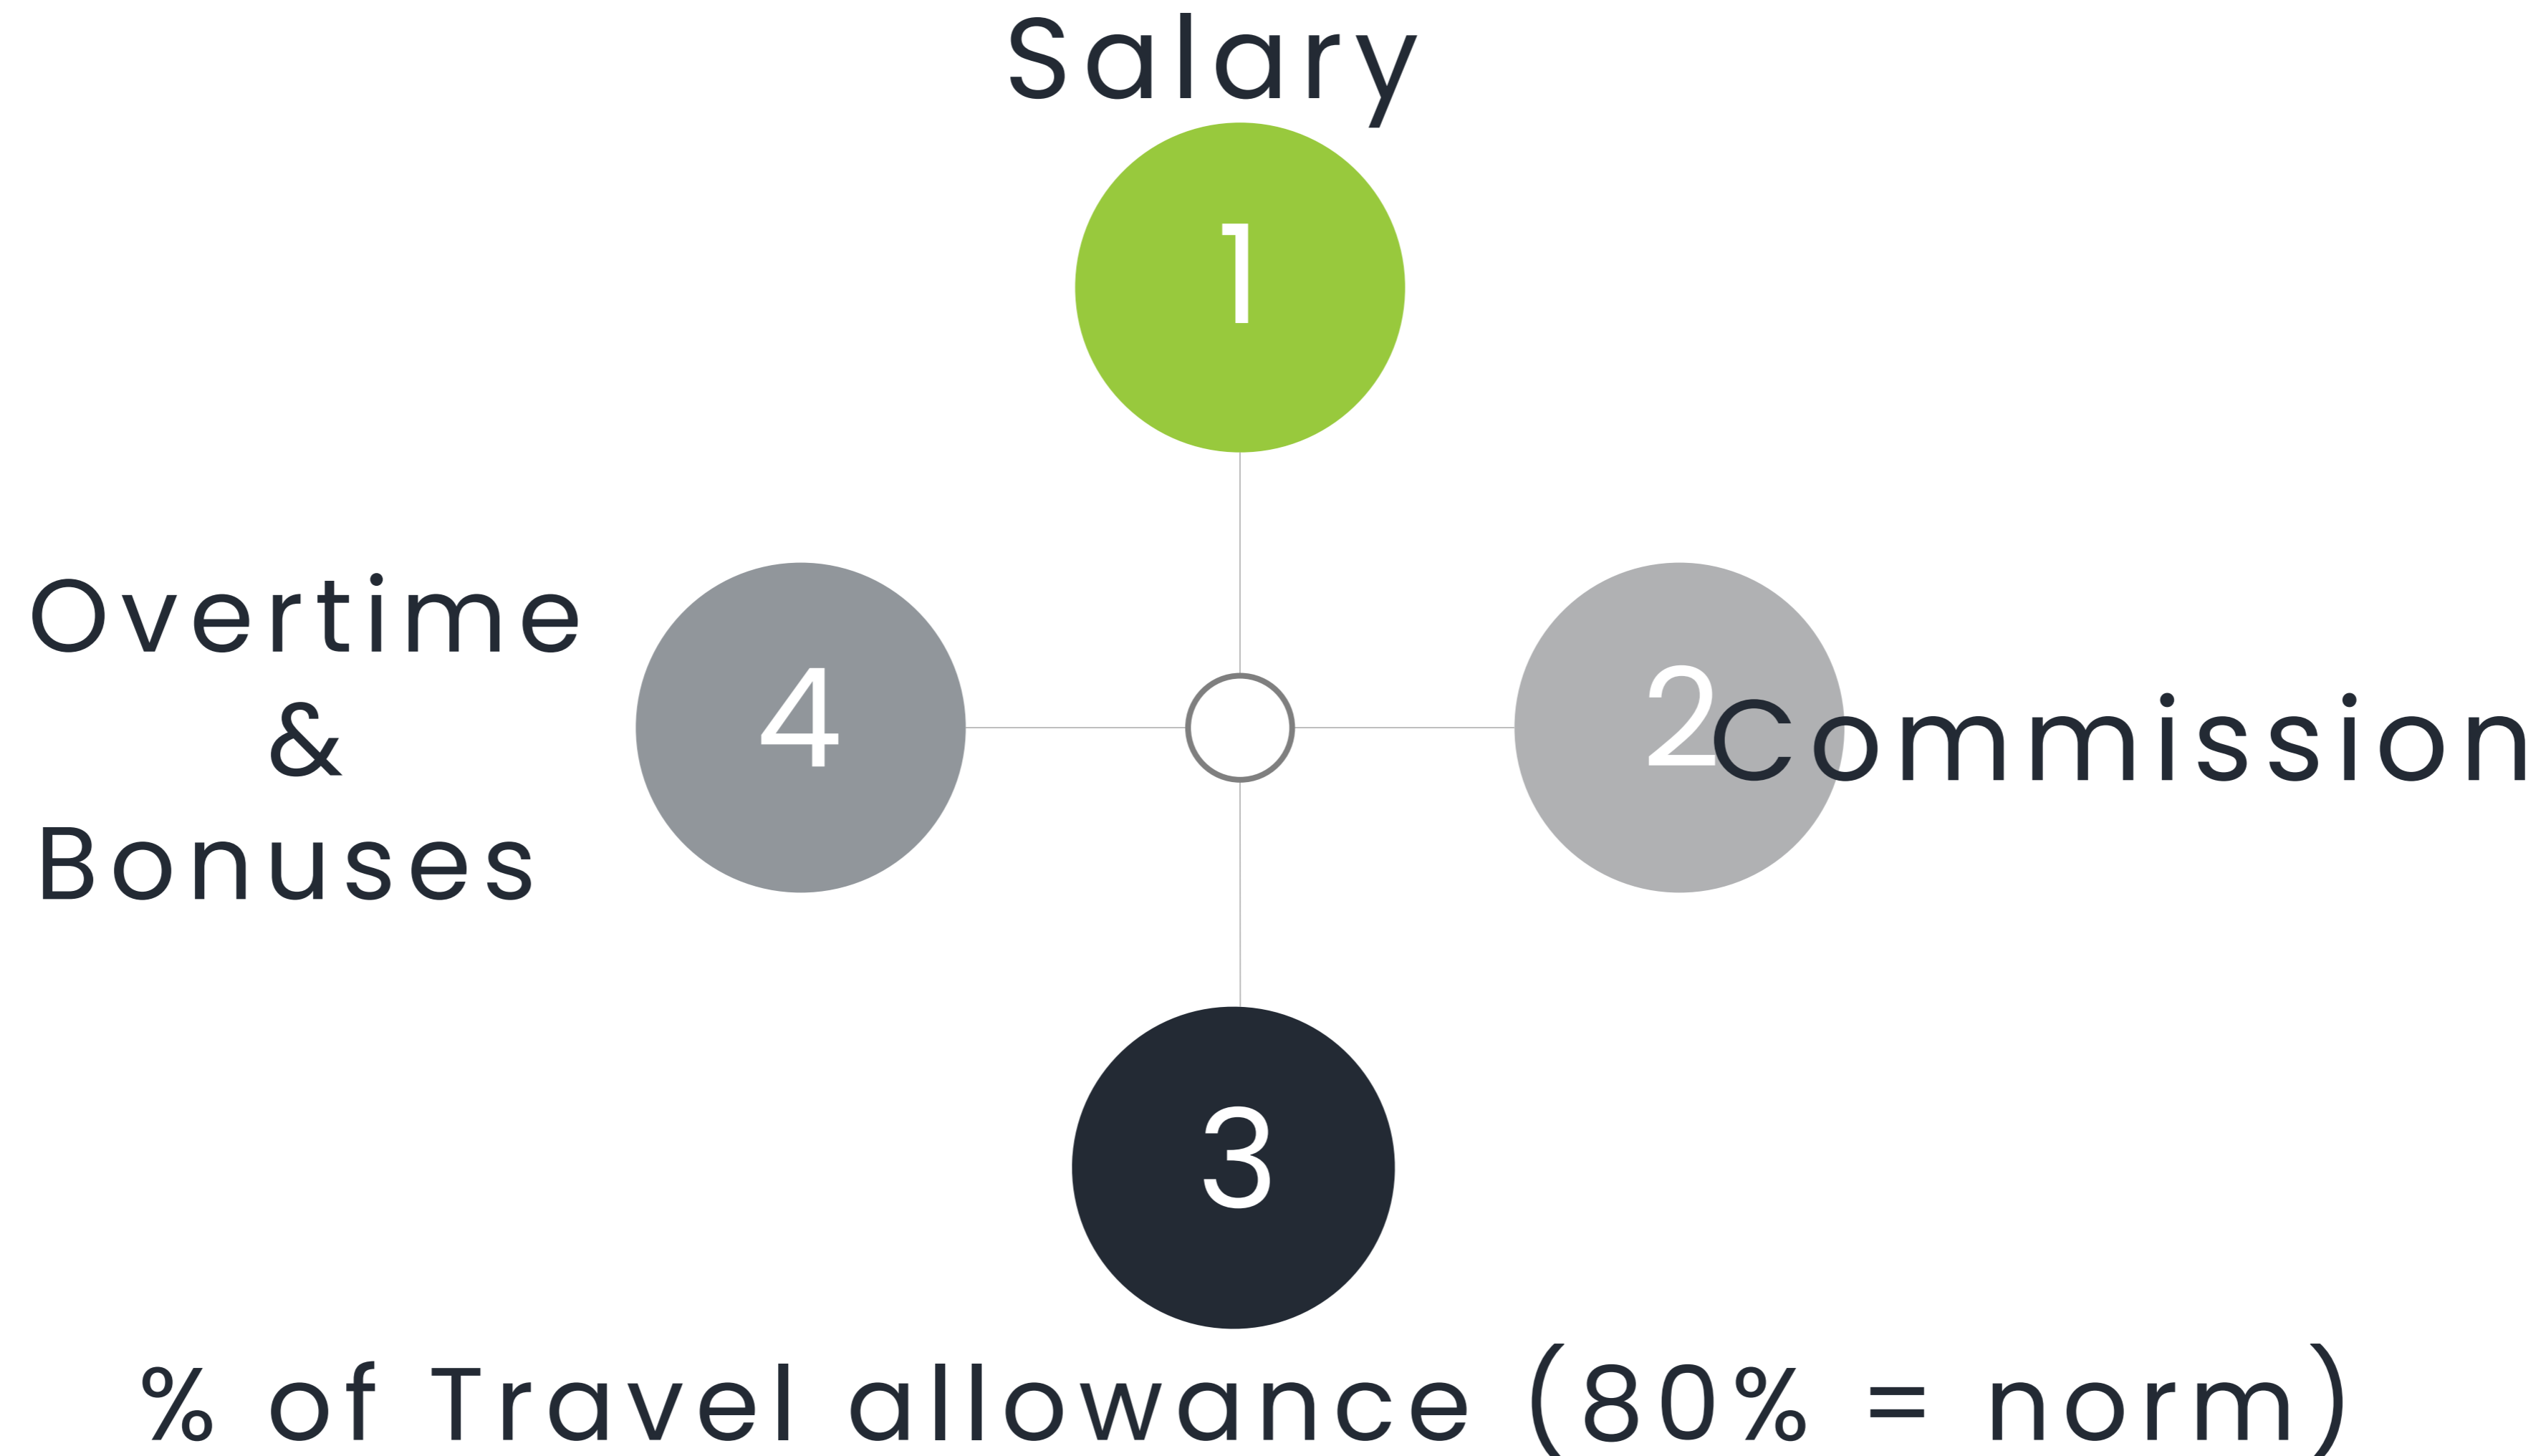 Salary
1
Overtime
&
Bonuses
4
2
Commission
3
% of Travel allowance (80% = norm)